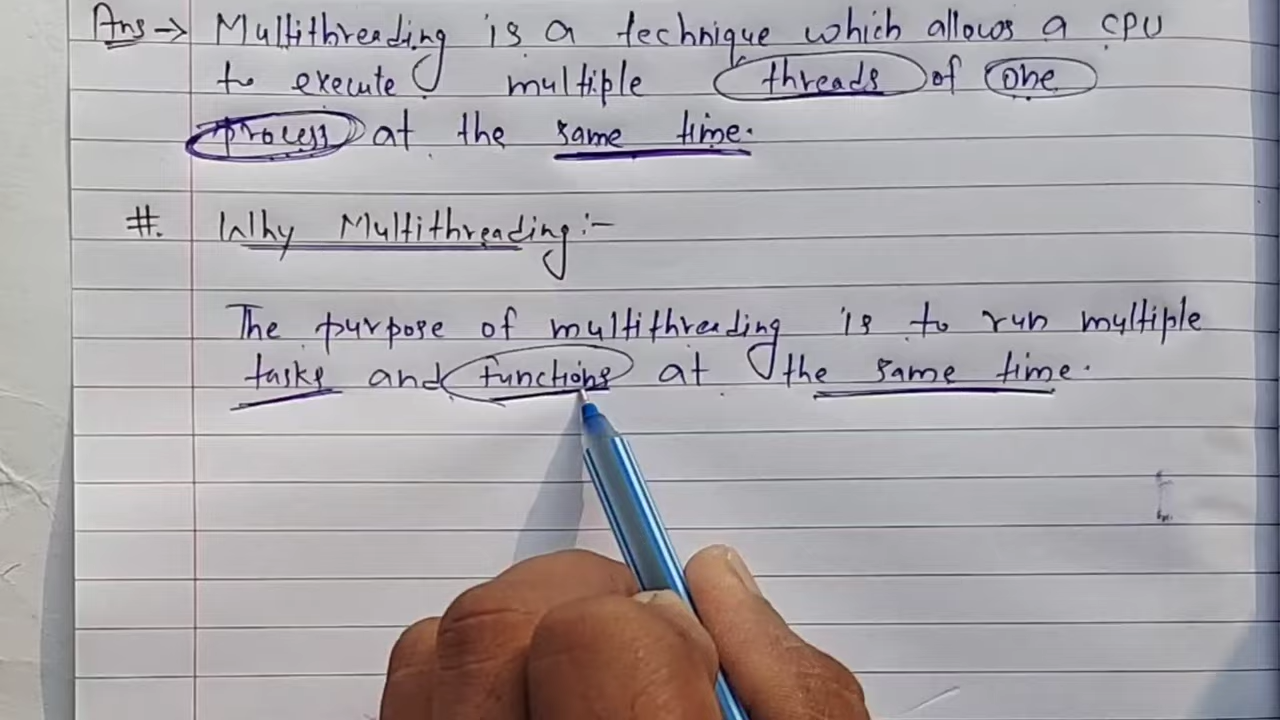 Ans → Multithreading is a technique which allows a CPU
to execute multiple threads of one
process at the same time.
#. Why Multithreading :-
The purpose of multithreading is to run multiple
tasks and functions at the same time.